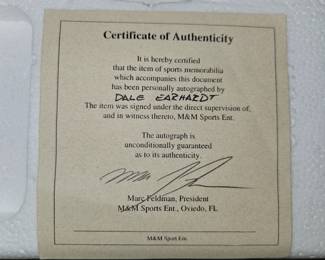 Certificate of Authenticity
It is hereby certified
that the item of sports memorabilia
which accompanies this document
has been personally autographed by
DALE EARHARDT
The item was signed under the direct supervision of,
and in witness thereto, M&M Sports Ent.
The autograph is
unconditionally guaranteed
as to its authenticity.
Marc Feldman, President
M&M Sports Ent., Oviedo, FL
M&M Sport Ent.